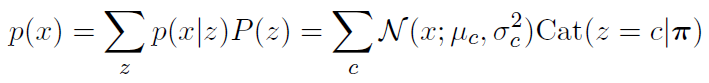 p(x) = ∑_z p(x|z)P(z) = ∑_c 𝒩(x; μ_c, σ_c^2)Cat(z = c|π)